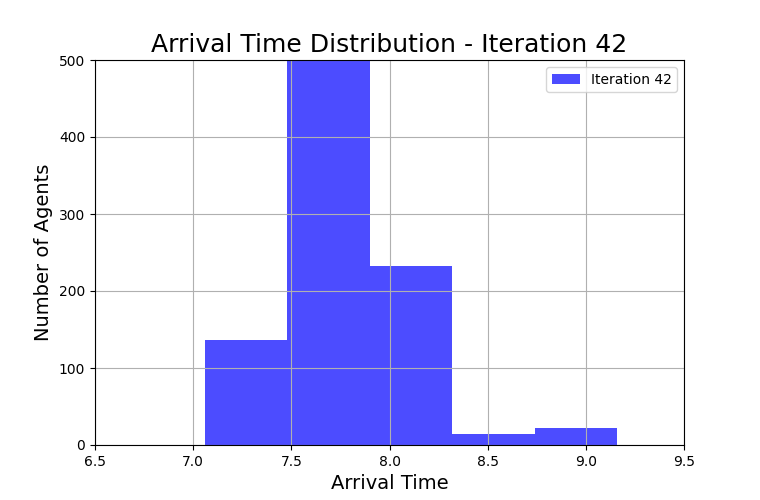 Arrival Time Distribution - Iteration 42
Iteration 42
Number of Agents
500
400
300
200
100
0
6.5 7.0 7.5 8.0 8.5 9.0 9.5
Arrival Time